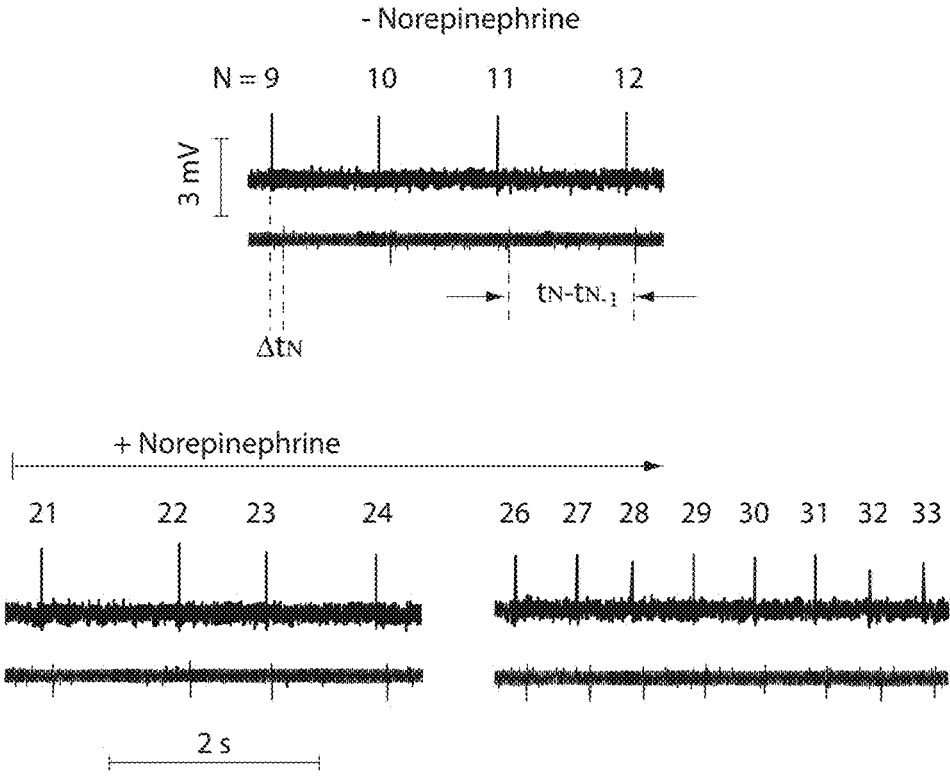 - Norepinephrine
N = 9 10 11 12
3 mV
tN-tN-1
ΔtN
+ Norepinephrine
21 22 23 24 26 27 28 29 30 31 32 33
2 s